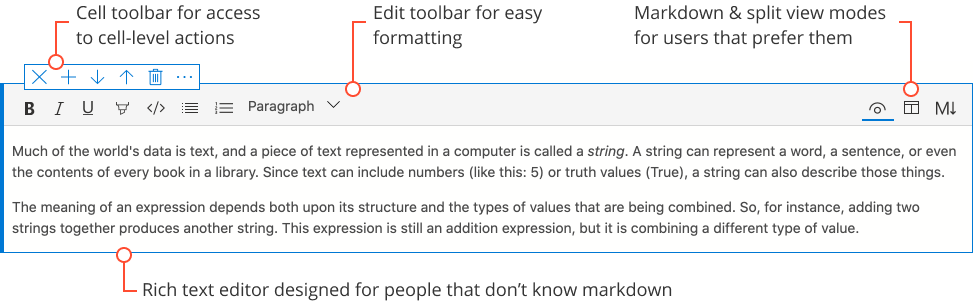 Cell toolbar for access
to cell-level actions
Edit toolbar for easy
formatting
Markdown & split view modes
for users that prefer them
B I U </> Paragraph M↓
Much of the world's data is text, and a piece of text represented in a computer is called a string. A string can represent a word, a sentence, or even
the contents of every book in a library. Since text can include numbers (like this: 5) or truth values (True), a string can also describe those things.
The meaning of an expression depends both upon its structure and the types of values that are being combined. So, for instance, adding two
strings together produces another string. This expression is still an addition expression, but it is combining a different type of value.
Rich text editor designed for people that don’t know markdown